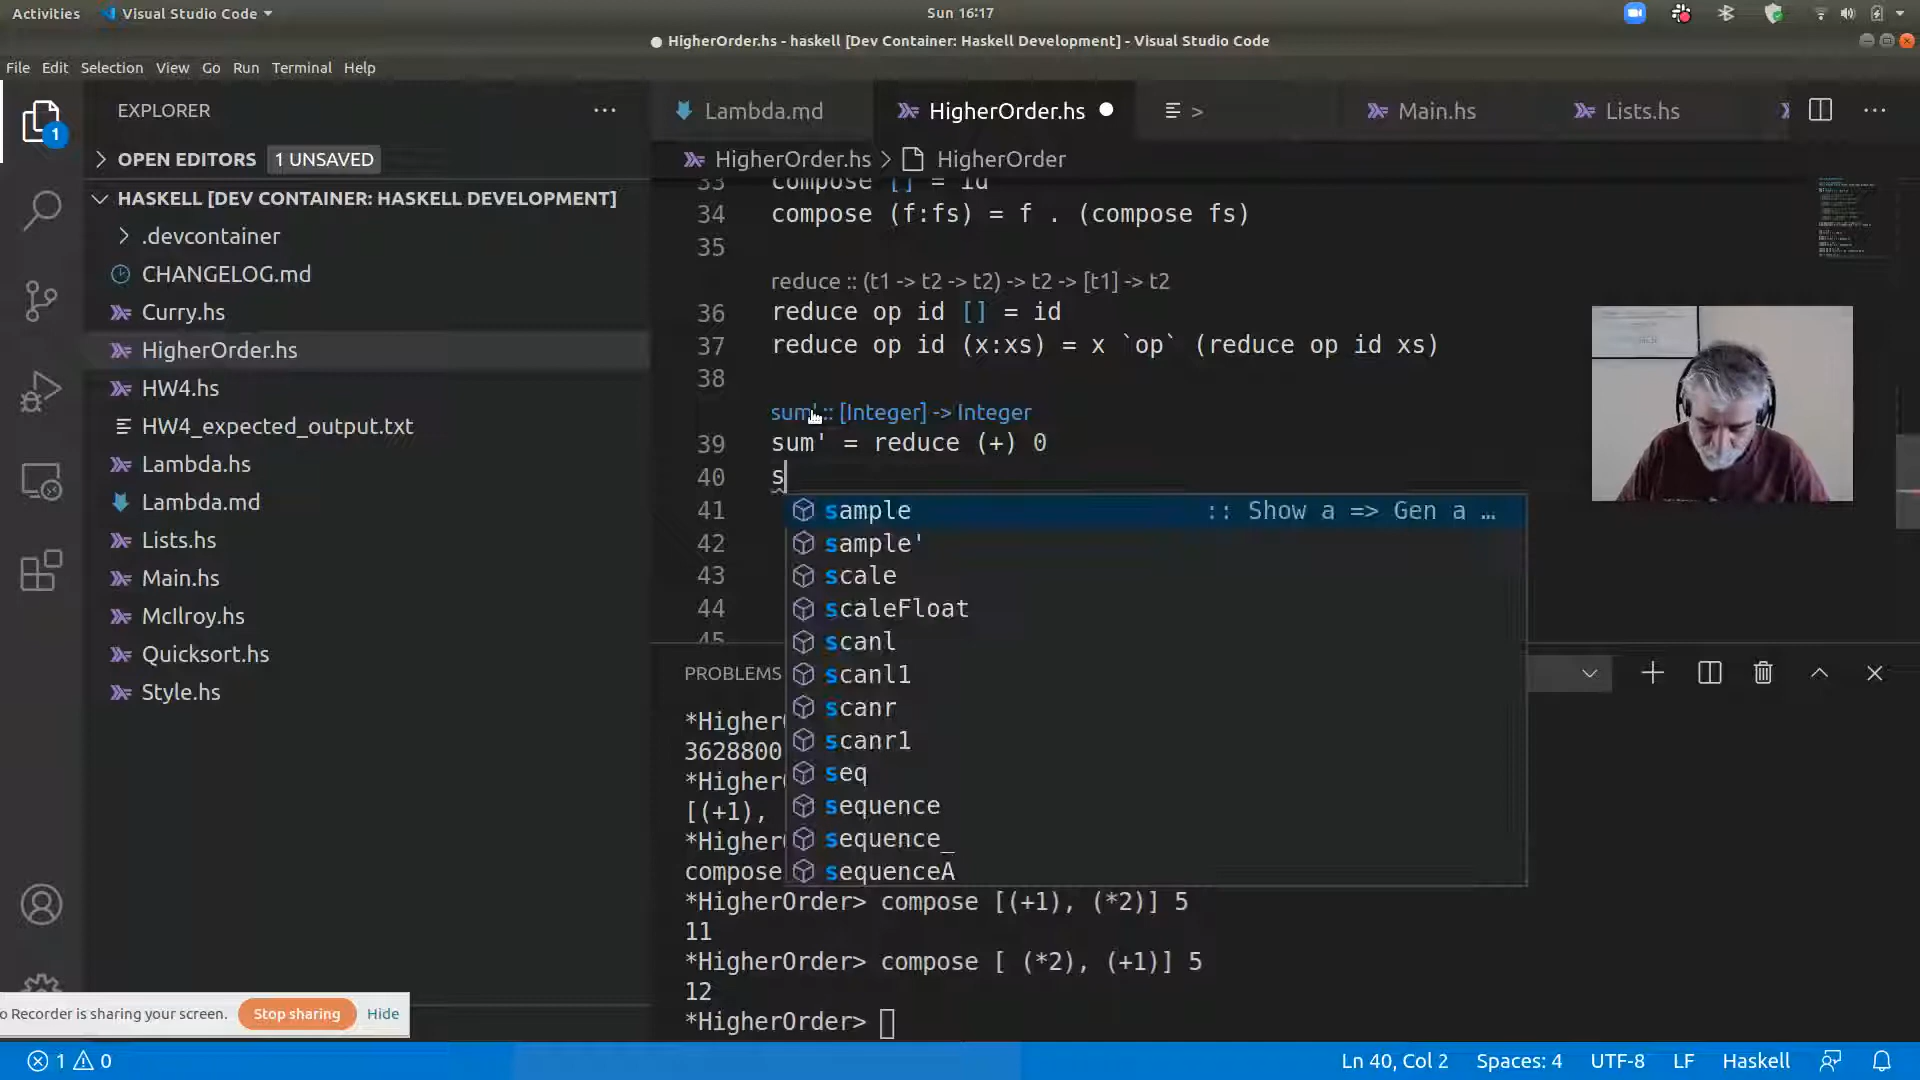 Activities Visual Studio Code Sun 16:17
HigherOrder.hs - haskell [Dev Container: Haskell Development] - Visual Studio Code
File Edit Selection View Go Run Terminal Help
EXPLORER
1
OPEN EDITORS 1 UNSAVED
HASKELL [DEV CONTAINER: HASKELL DEVELOPMENT]
.devcontainer
CHANGELOG.md
Curry.hs
HigherOrder.hs
HW4.hs
HW4_expected_output.txt
Lambda.hs
Lambda.md
Lists.hs
Main.hs
McIlroy.hs
Quicksort.hs
Style.hs
Lambda.md HigherOrder.hs > Main.hs Lists.hs
HigherOrder.hs > HigherOrder
33 compose [] = id
34 compose (f:fs) = f . (compose fs)
35
reduce :: (t1 -> t2 -> t2) -> t2 -> [t1] -> t2
36 reduce op id [] = id
37 reduce op id (x:xs) = x `op` (reduce op id xs)
38
sum' :: [Integer] -> Integer
39 sum' = reduce (+) 0
40 s
41
42
43
44
45
sample :: Show a => Gen a …
sample'
scale
scaleFloat
scanl
scanl1
scanr
scanr1
seq
sequence
sequence_
sequenceA
PROBLEMS
*Higher
3628800
*Higher
[(+1),
*Higher
compose
*HigherOrder> compose [(+1), (*2)] 5
11
*HigherOrder> compose [ (*2), (+1)] 5
12
*HigherOrder>
o Recorder is sharing your screen. Stop sharing Hide
1 0 Ln 40, Col 2 Spaces: 4 UTF-8 LF Haskell